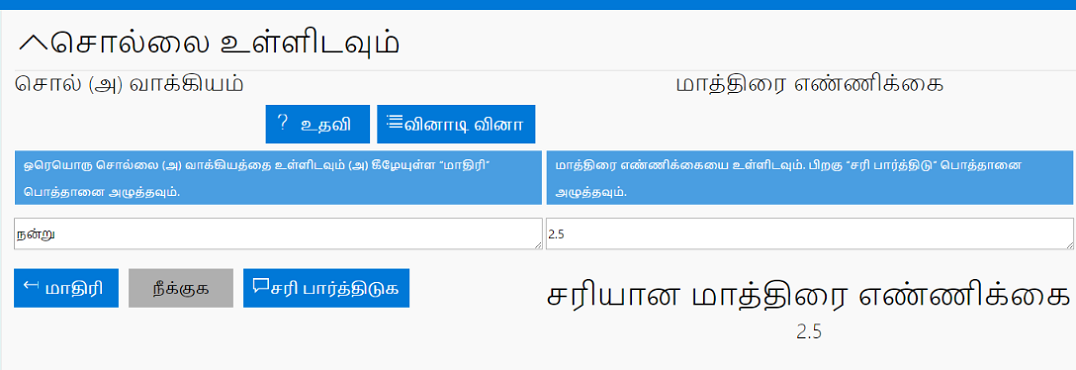 சொல்லை உள்ளிடவும்
சொல் (அ) வாக்கியம்
மாத்திரை எண்ணிக்கை
? உதவி
வினாடி வினா
ஒரெயொரு சொல்லை (அ) வாக்கியத்தை உள்ளிடவும் (அ) கீழேயுள்ள "மாதிரி"
பொத்தானை அழுத்தவும்.
மாத்திரை எண்ணிக்கையை உள்ளிடவும். பிறகு "சரி பார்த்திடு" பொத்தானை
அழுத்தவும்.
நன்று
2.5
மாதிரி
நீக்குக
சரி பார்த்திடுக
சரியான மாத்திரை எண்ணிக்கை
2.5